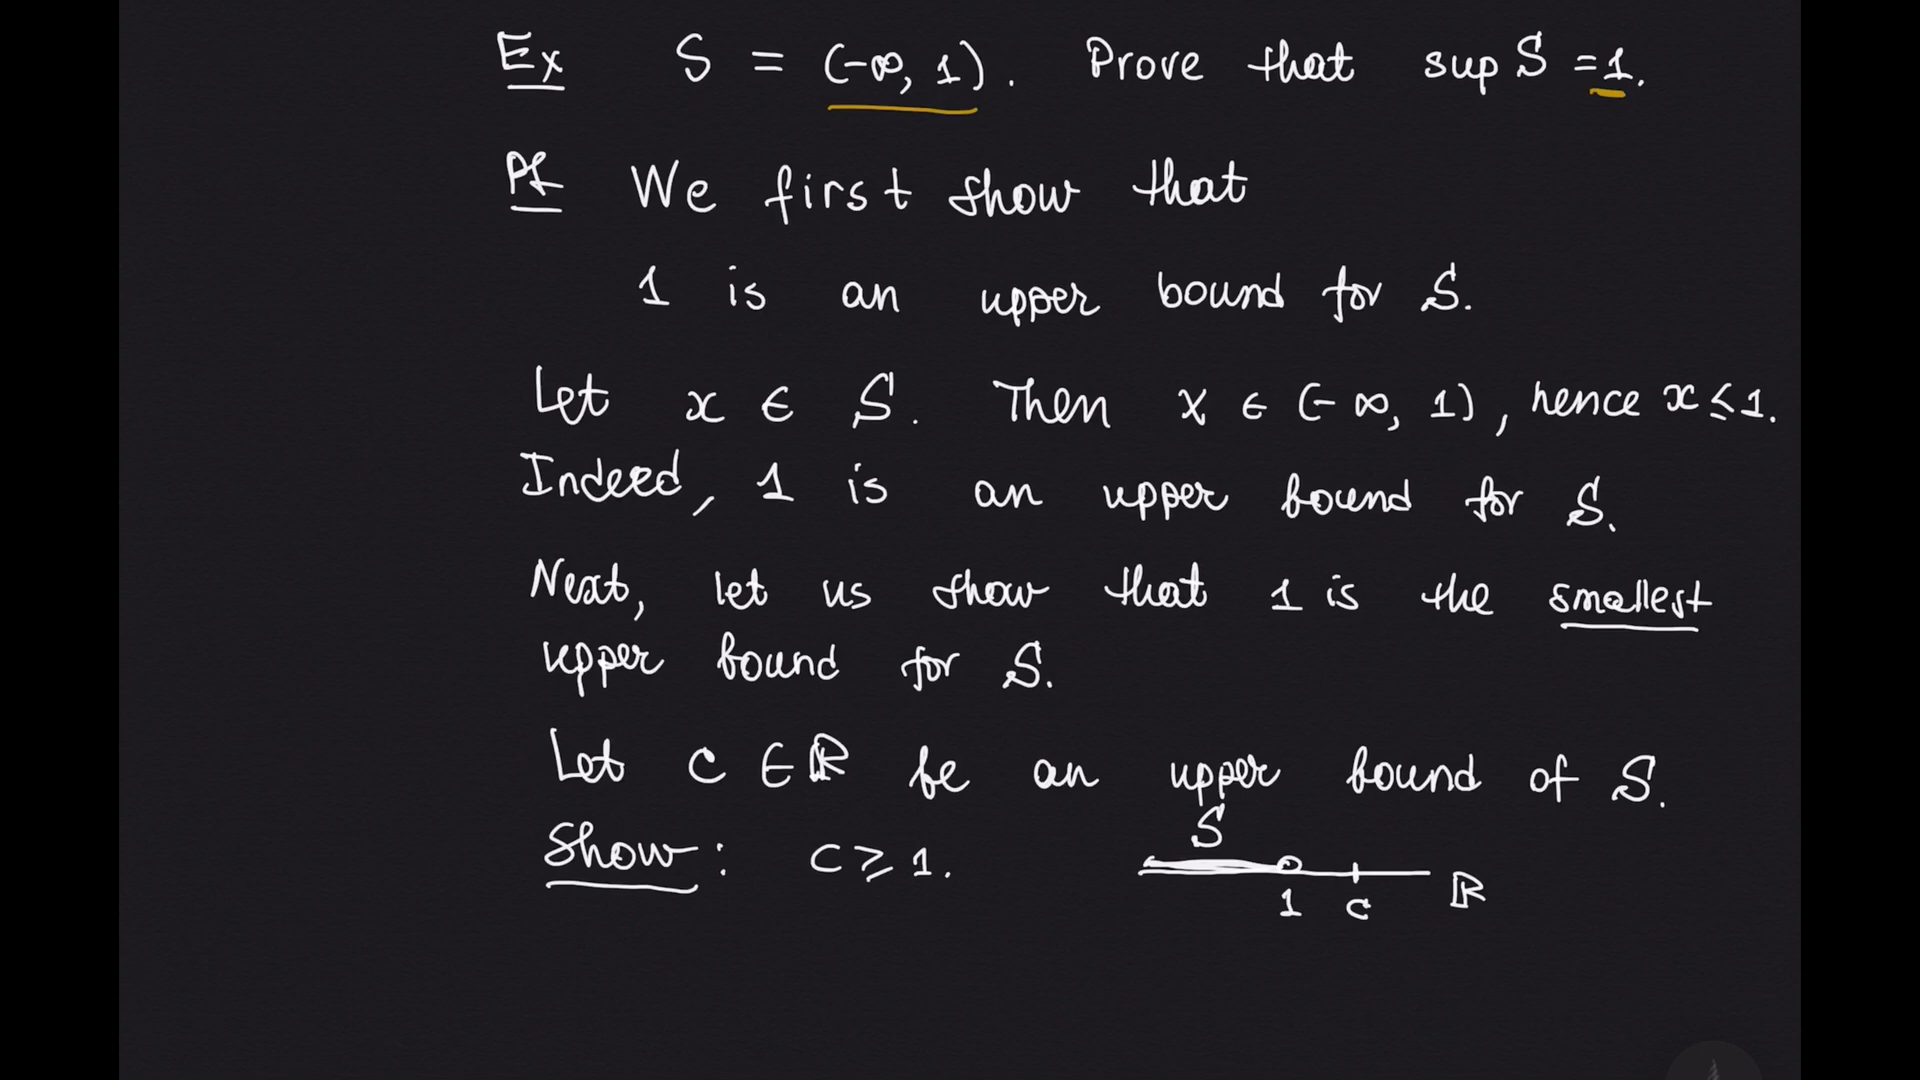 Ex S = (-∞, 1). Prove that sup S = 1.
Pf We first show that
1 is an upper bound for S.
Let x ∈ S. Then x ∈ (-∞, 1), hence x ≤ 1.
Indeed, 1 is an upper bound for S.
Next, let us show that 1 is the smallest
upper bound for S.
Let c ∈ ℝ be an upper bound of S.
Show: c ≥ 1.
S
1 c ℝ